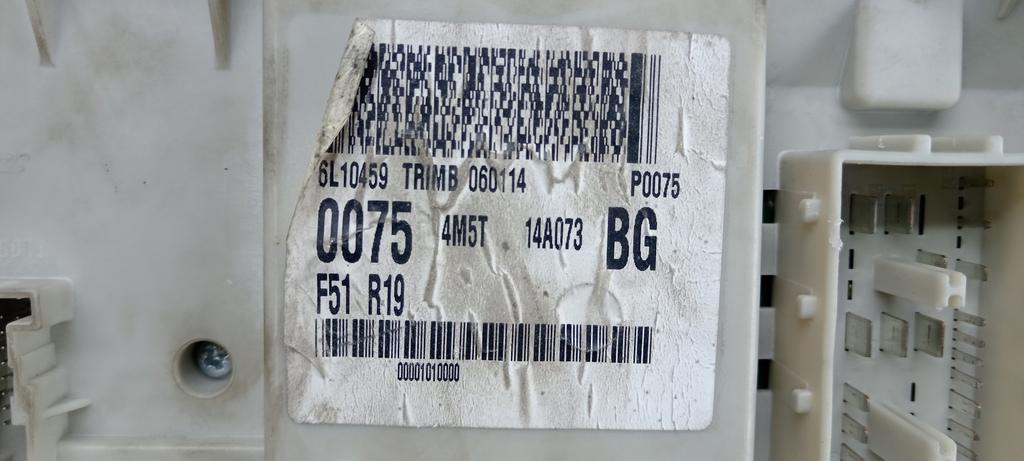 6L10459 TRIMB 060114 P0075
0075 4M5T 14A073 BG
F51 R19
00001010000